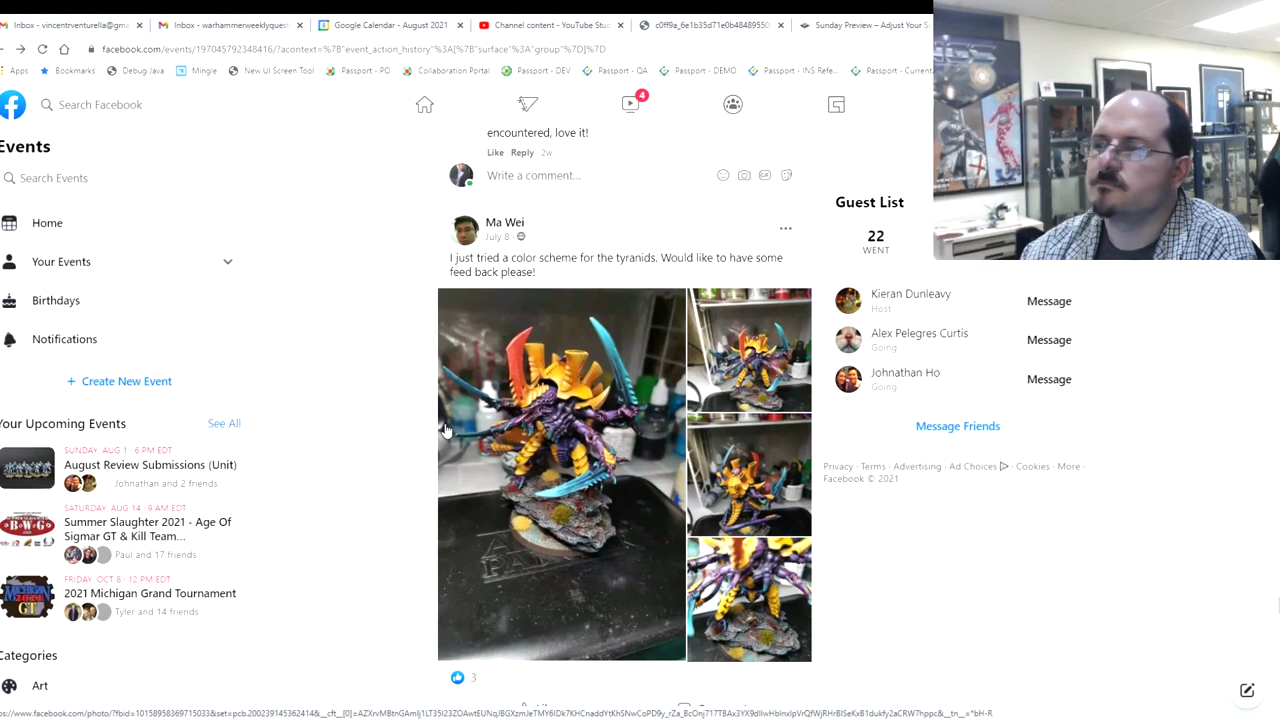 Inbox - vincentrventurella@gma
Inbox - warhammerweeklyquest
Google Calendar - August 2021
Channel content - YouTube Stud
c0ff9a_6e1b35d71e0b48489550
Sunday Preview – Adjust Your S
facebook.com/events/197045792348416/?acontext=%7B"event_action_history"%3A[%7B"surface"%3A"group"%7D]%7D
Apps
Bookmarks
Debug Java
Mingle
New UI Screen Tool
Passport - PO
Collaboration Portal
Passport - DEV
Passport - QA
Passport - DEMO
Passport - INS Refe...
Passport - Current
Search Facebook
4
Events
Search Events
Home
Your Events
Birthdays
Notifications
+ Create New Event
Your Upcoming Events
See All
SUNDAY, AUG 1 · 6 PM EDT
August Review Submissions (Unit)
Johnathan and 2 friends
SATURDAY, AUG 14 · 9 AM EDT
Summer Slaughter 2021 - Age Of
Sigmar GT & Kill Team...
Paul and 17 friends
FRIDAY, OCT 8 · 12 PM EDT
2021 Michigan Grand Tournament
Tyler and 14 friends
Categories
Art
encountered, love it!
Like Reply · 2w
Write a comment...
Ma Wei
July 8 ·
I just tried a color scheme for the tyranids. Would like to have some
feed back please!
3
Guest List
22
WENT
Kieran Dunleavy
Host
Message
Alex Pelegres Curtis
Going
Message
Johnathan Ho
Going
Message
Message Friends
Privacy · Terms · Advertising · Ad Choices · Cookies · More ·
Facebook © 2021